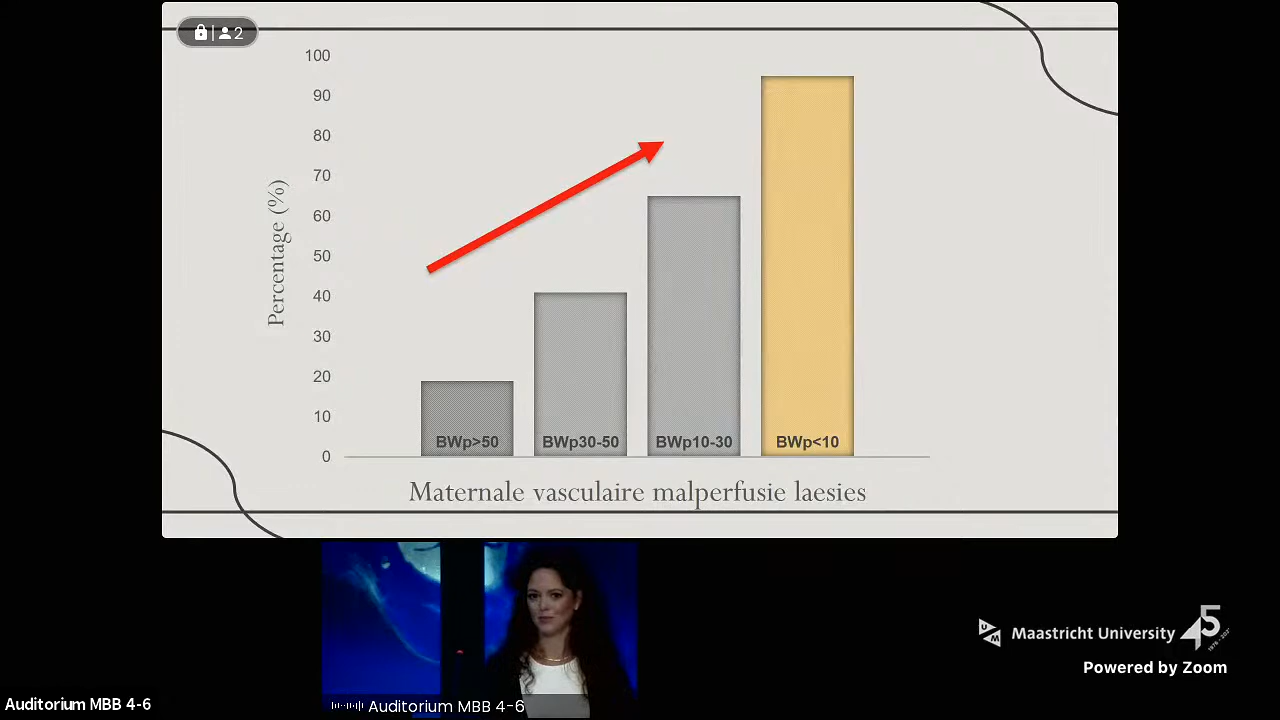 2
100
90
80
70
60
50
40
30
20
10
0
Percentage (%)
BWp>50 BWp30-50 BWp10-30 BWp<10
Maternale vasculaire malperfusie laesies
UM Maastricht University 45
Powered by Zoom
Auditorium MBB 4-6
Auditorium MBB 4-6